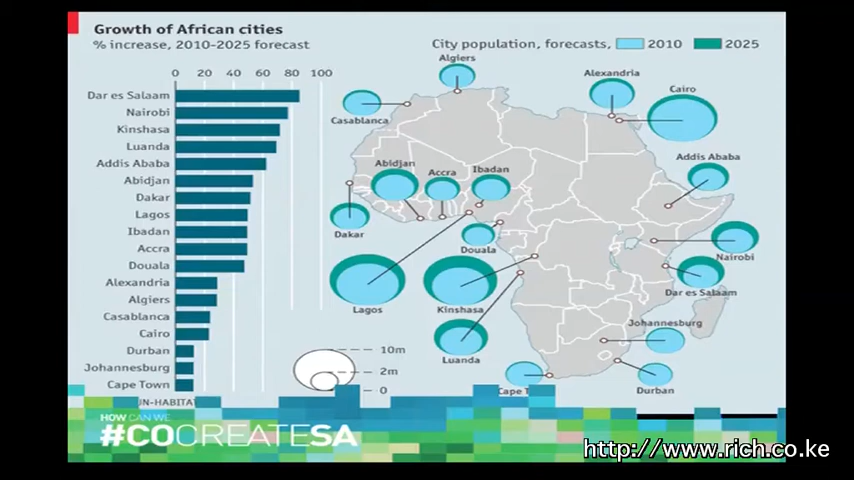 Growth of African cities
% increase, 2010-2025 forecast
City population, forecasts, 2010 2025
0 20 40 60 80 100
Dar es Salaam
Nairobi
Kinshasa
Luanda
Addis Ababa
Abidjan
Dakar
Lagos
Ibadan
Accra
Douala
Alexandria
Algiers
Casablanca
Cairo
Durban
Johannesburg
Cape Town
Algiers
Alexandria
Cairo
Casablanca
Addis Ababa
Abidjan
Accra
Ibadan
Dakar
Douala
Nairobi
Dar es Salaam
Lagos
Kinshasa
Johannesburg
Luanda
Durban
Cape T
10m
2m
0
UN-HABITAT
HOW CAN WE
#COCREATESA
http://www.rich.co.ke